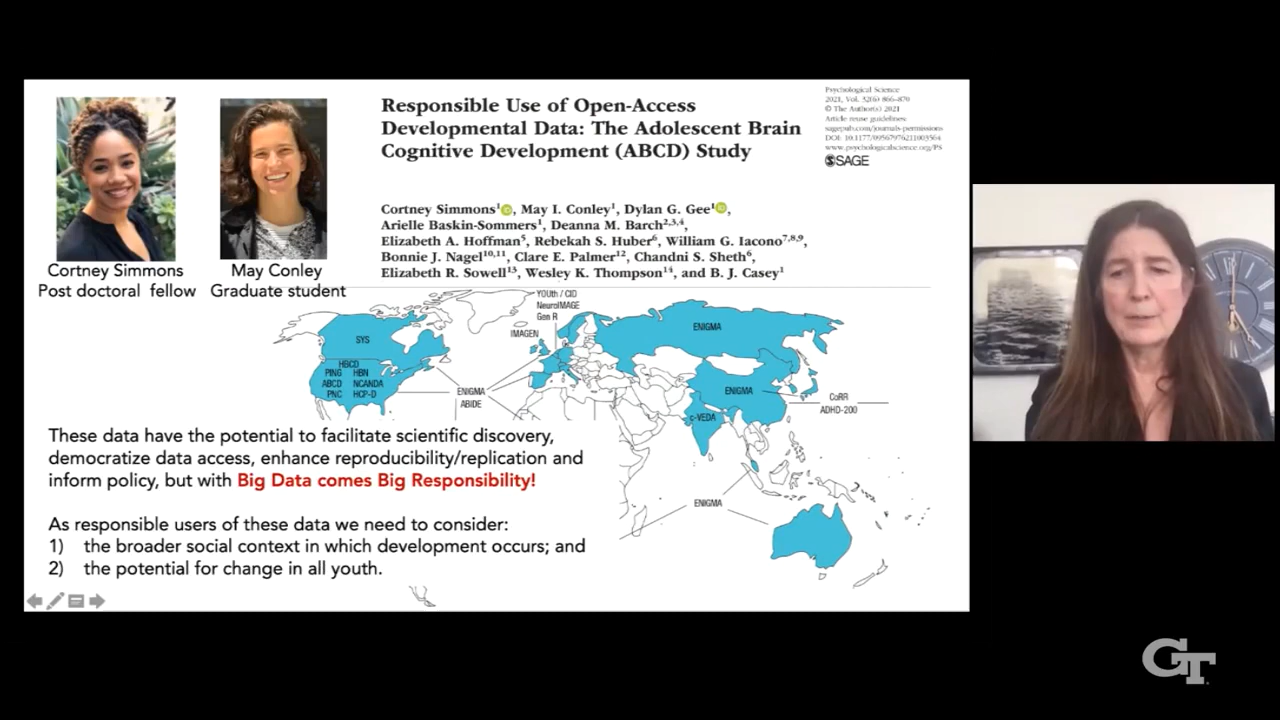 Responsible Use of Open-Access
Developmental Data: The Adolescent Brain
Cognitive Development (ABCD) Study
Psychological Science
2021, Vol. 32(6) 866–870
© The Author(s) 2021
Article reuse guidelines:
sagepub.com/journals-permissions
DOI: 10.1177/09567976211003564
www.psychologicalscience.org/PS
SAGE
Cortney Simmons¹, May I. Conley¹, Dylan G. Gee¹,
Arielle Baskin-Sommers¹, Deanna M. Barch²,³,⁴,
Elizabeth A. Hoffman⁵, Rebekah S. Huber⁶, William G. Iacono⁷,⁸,⁹,
Bonnie J. Nagel¹⁰,¹¹, Clare E. Palmer¹², Chandni S. Sheth⁶,
Elizabeth R. Sowell¹³, Wesley K. Thompson¹⁴, and B. J. Casey¹
Cortney Simmons
Post doctoral fellow
May Conley
Graduate student
YOUth / CID
NeuroIMAGE
Gen R
IMAGEN
SYS
HBCD
PING HBN
ABCD NCANDA
PNC HCP-D
ENIGMA
ABIDE
ENIGMA
ENIGMA
c-VEDA
CoRR
ADHD-200
ENIGMA
These data have the potential to facilitate scientific discovery,
democratize data access, enhance reproducibility/replication and
inform policy, but with Big Data comes Big Responsibility!
As responsible users of these data we need to consider:
1) the broader social context in which development occurs; and
2) the potential for change in all youth.
GT